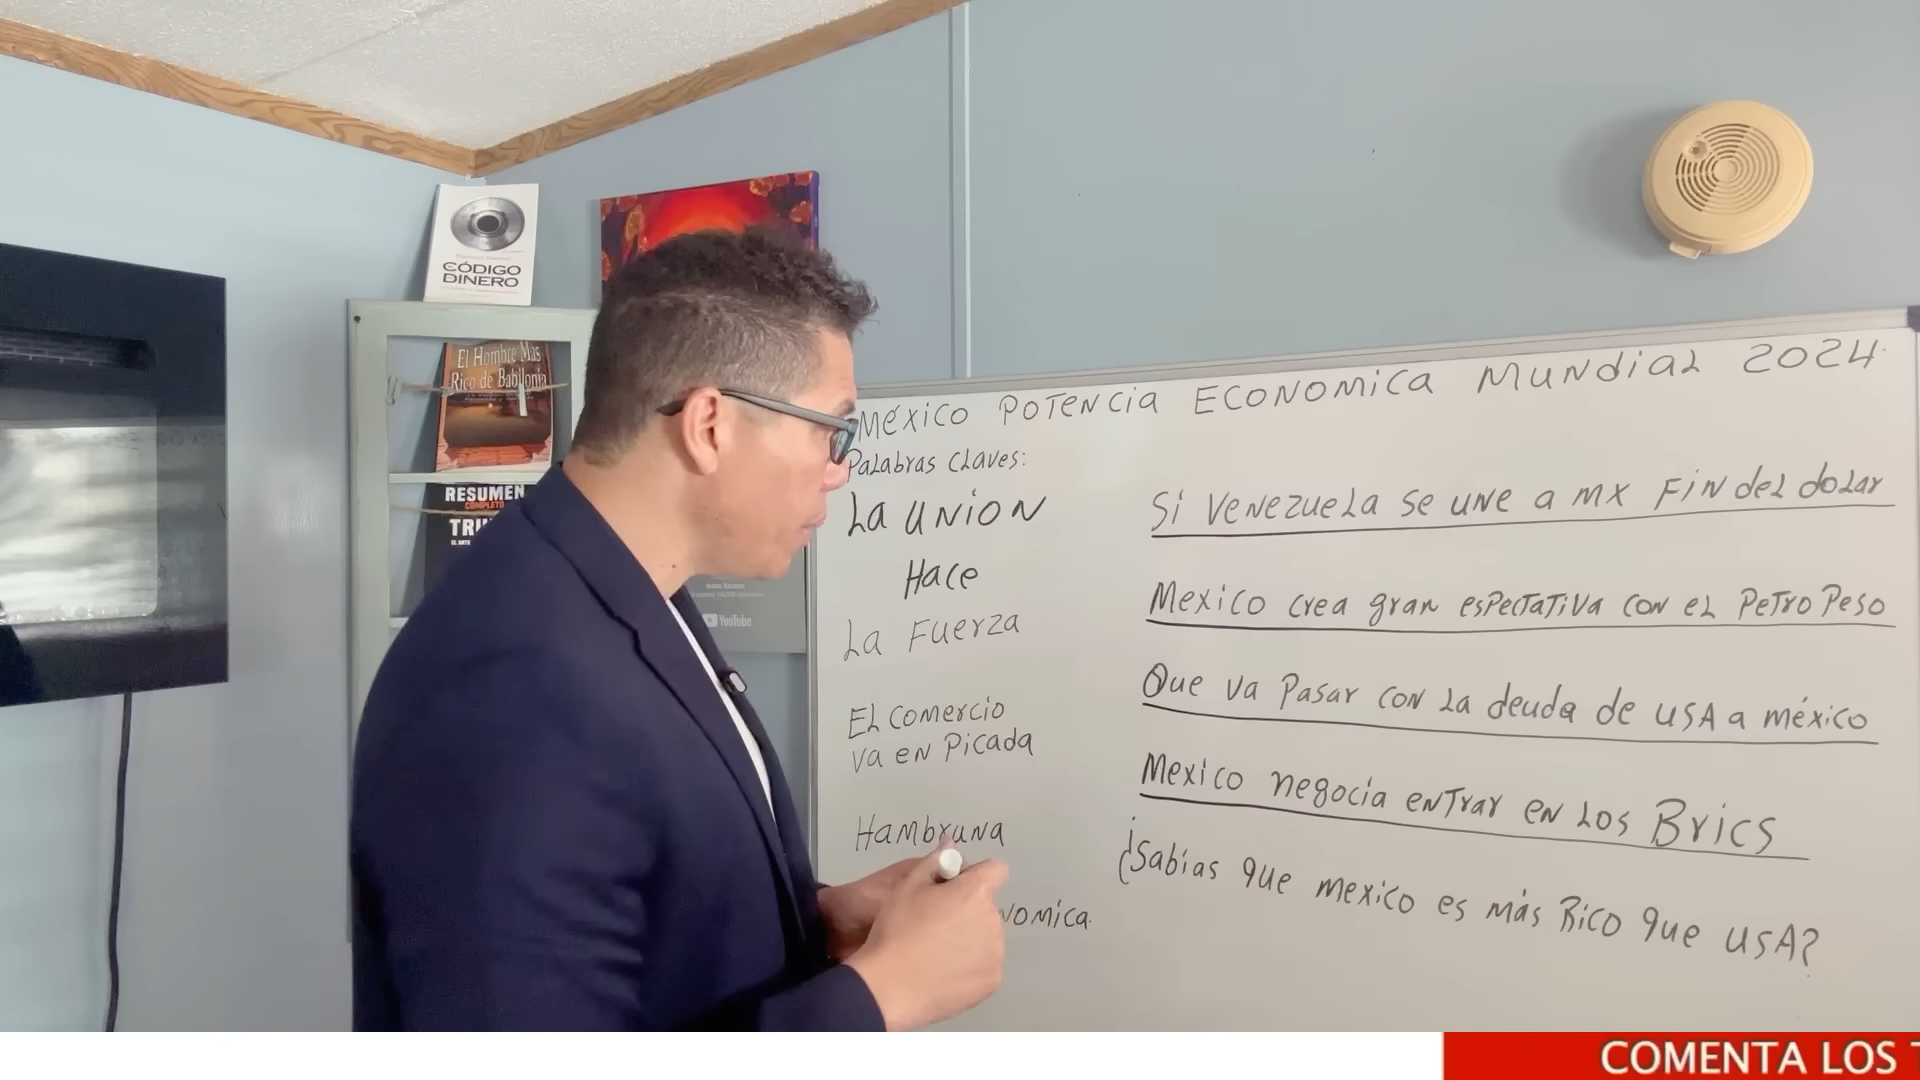 CÓDIGO
DINERO
El Hombre Más
Rico de Babilonia
RESUMEN
COMPLETO
YouTube
MéXICO POTENCIA ECONOMICA MUNDIAL 2024
PALABRAS CLAVES:
LA UNION
HACE
LA FUERZA
EL COMERCIO
VA EN PICADA
HAMBRUNA
NOMICA
Si VENEZUELA SE UNE A MX FIN DEL DOLAR
MEXICO crea gran espectativa con el Petro Peso
Que va pasar con la deuda de USA a méxico
Mexico negocia entrar en los Brics
¿Sabias que mexico es más Rico que USA?
COMENTA LOS